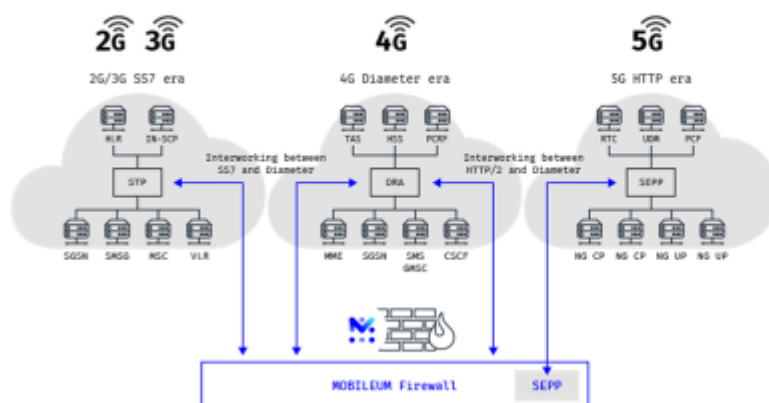 2G 3G
4G
5G
2G/3G SS7 era
4G Diameter era
5G HTTP era
HLR IN-SCP
TAS HSS PCRF
RTC UDM PCF
Interworking between
SS7 and Diameter
Interworking between
HTTP/2 and Diameter
STP
DRA
SEPP
SGSN SMSG MSC VLR
MME SGSN SMS GMSC CSCF
NG CP NG CP NG UP NG UP
MOBILEUM Firewall
SEPP